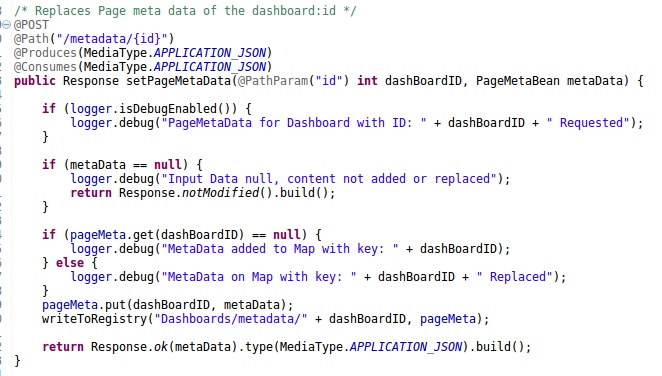 /* Replaces Page meta data of the dashboard:id */
@POST
@Path("/metadata/{id}")
@Produces(MediaType.APPLICATION_JSON)
@Consumes(MediaType.APPLICATION_JSON)
public Response setPageMetaData(@PathParam("id") int dashBoardID, PageMetaBean metaData) {

    if (logger.isDebugEnabled()) {
        logger.debug("PageMetaData for Dashboard with ID: " + dashBoardID + " Requested");
    }

    if (metaData == null) {
        logger.debug("Input Data null, content not added or replaced");
        return Response.notModified().build();
    }

    if (pageMeta.get(dashBoardID) == null) {
        logger.debug("MetaData added to Map with key: " + dashBoardID);
    } else {
        logger.debug("MetaData on Map with key: " + dashBoardID + " Replaced");
    }
    pageMeta.put(dashBoardID, metaData);
    writeToRegistry("Dashboards/metadata/" + dashBoardID, pageMeta);

    return Response.ok(metaData).type(MediaType.APPLICATION_JSON).build();
}